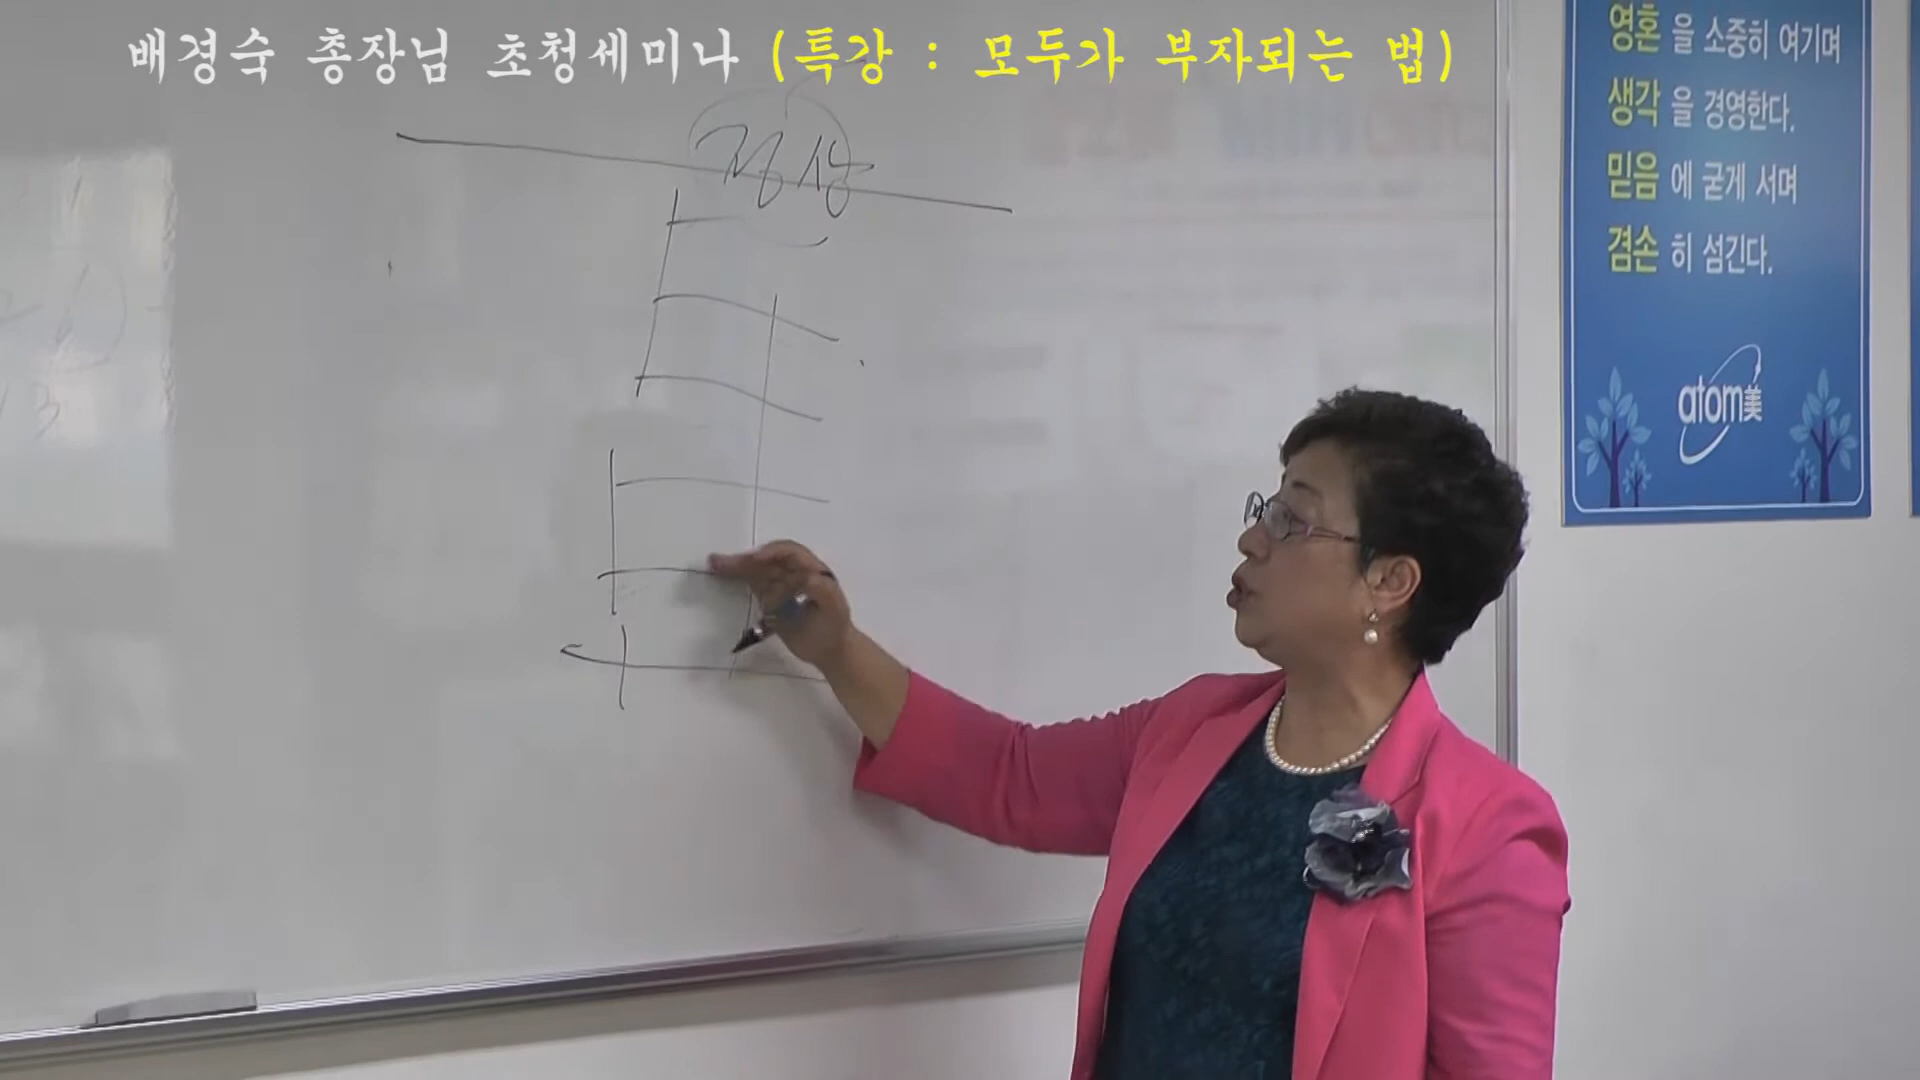 배경숙 총장님 초청세미나 (특강 : 모두가 부자되는 법)
정상
영혼 을 소중히 여기며
생각 을 경영한다.
믿음 에 굳게 서며
겸손 히 섬긴다.
atom美